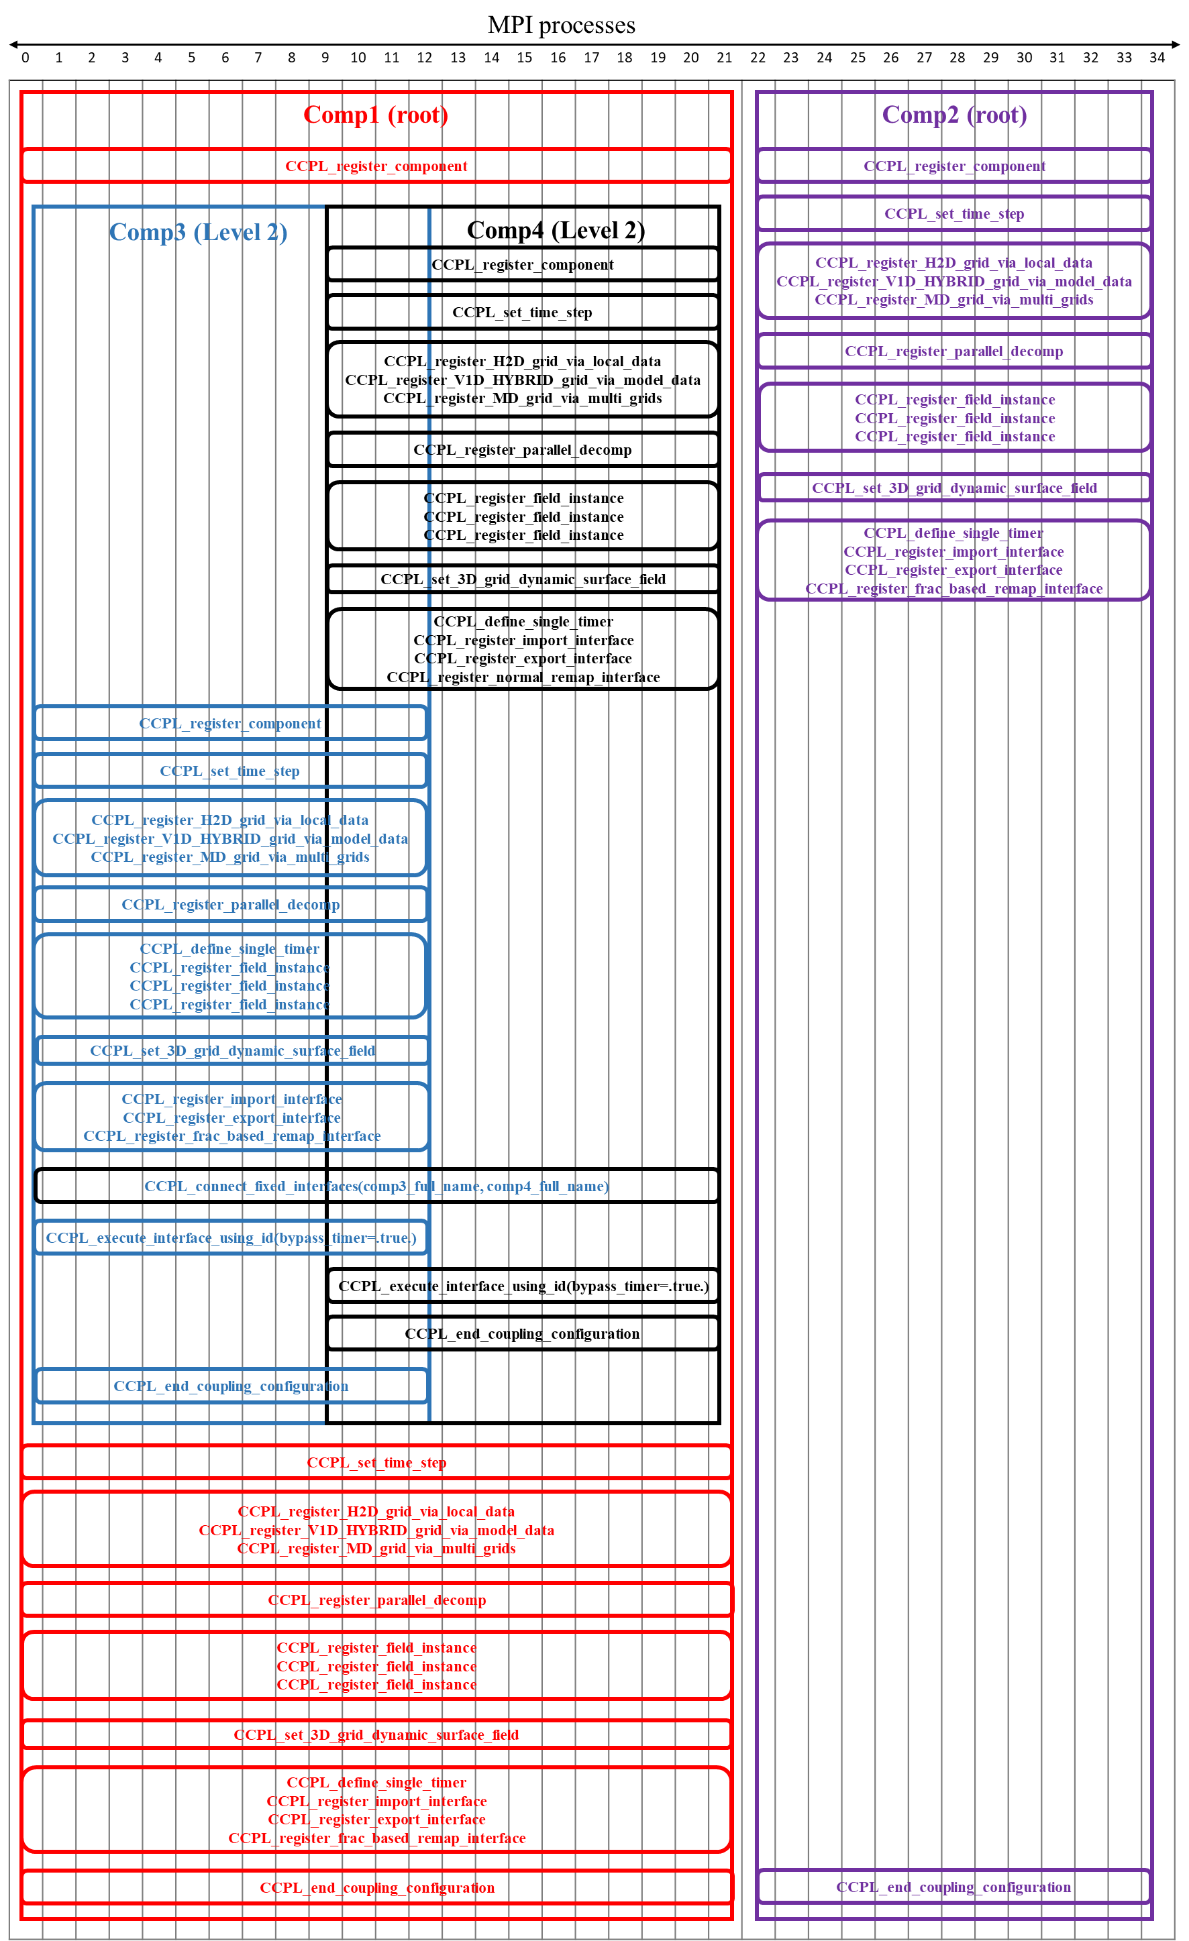 MPI processes
0 1 2 3 4 5 6 7 8 9 10 11 12 13 14 15 16 17 18 19 20 21 22 23 24 25 26 27 28 29 30 31 32 33 34
Comp1 (root)
CCPL_register_component
Comp3 (Level 2)
Comp4 (Level 2)
CCPL_register_component
CCPL_set_time_step
CCPL_register_H2D_grid_via_local_data
CCPL_register_V1D_HYBRID_grid_via_model_data
CCPL_register_MD_grid_via_multi_grids
CCPL_register_parallel_decomp
CCPL_register_field_instance
CCPL_register_field_instance
CCPL_register_field_instance
CCPL_set_3D_grid_dynamic_surface_field
CCPL_define_single_timer
CCPL_register_import_interface
CCPL_register_export_interface
CCPL_register_normal_remap_interface
CCPL_register_component
CCPL_set_time_step
CCPL_register_H2D_grid_via_local_data
CCPL_register_V1D_HYBRID_grid_via_model_data
CCPL_register_MD_grid_via_multi_grids
CCPL_register_parallel_decomp
CCPL_define_single_timer
CCPL_register_field_instance
CCPL_register_field_instance
CCPL_register_field_instance
CCPL_set_3D_grid_dynamic_surface_field
CCPL_register_import_interface
CCPL_register_export_interface
CCPL_register_frac_based_remap_interface
CCPL_connect_fixed_interfaces(comp3_full_name, comp4_full_name)
CCPL_execute_interface_using_id(bypass_timer=.true.)
CCPL_execute_interface_using_id(bypass_timer=.true.)
CCPL_end_coupling_configuration
CCPL_end_coupling_configuration
CCPL_set_time_step
CCPL_register_H2D_grid_via_local_data
CCPL_register_V1D_HYBRID_grid_via_model_data
CCPL_register_MD_grid_via_multi_grids
CCPL_register_parallel_decomp
CCPL_register_field_instance
CCPL_register_field_instance
CCPL_register_field_instance
CCPL_set_3D_grid_dynamic_surface_field
CCPL_define_single_timer
CCPL_register_import_interface
CCPL_register_export_interface
CCPL_register_frac_based_remap_interface
CCPL_end_coupling_configuration
Comp2 (root)
CCPL_register_component
CCPL_set_time_step
CCPL_register_H2D_grid_via_local_data
CCPL_register_V1D_HYBRID_grid_via_model_data
CCPL_register_MD_grid_via_multi_grids
CCPL_register_parallel_decomp
CCPL_register_field_instance
CCPL_register_field_instance
CCPL_register_field_instance
CCPL_set_3D_grid_dynamic_surface_field
CCPL_define_single_timer
CCPL_register_import_interface
CCPL_register_export_interface
CCPL_register_frac_based_remap_interface
CCPL_end_coupling_configuration